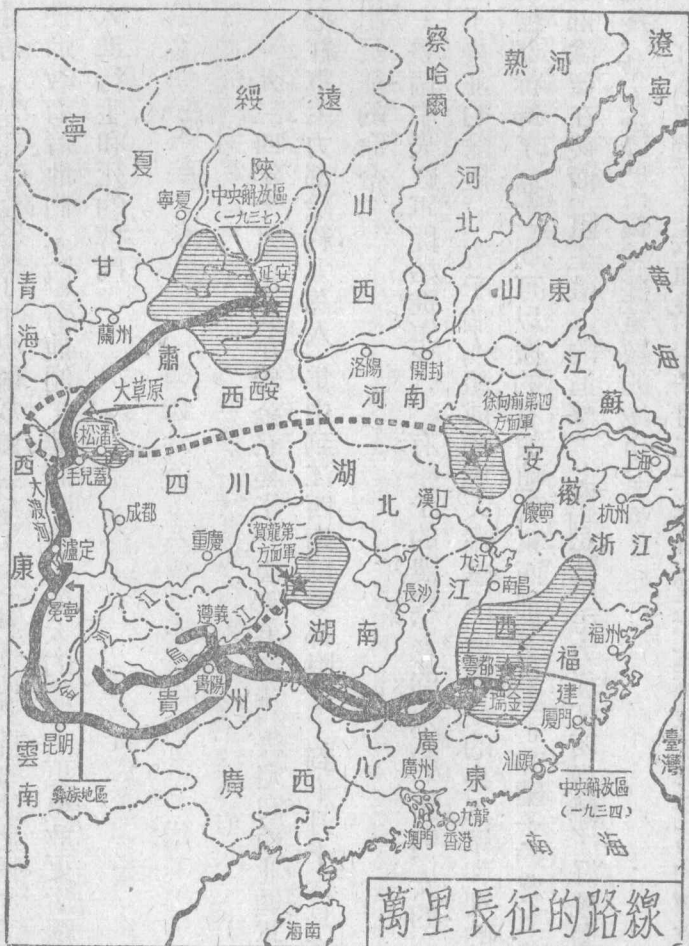 遼寧
熱河
察哈爾
綏遠
寧夏
寧夏
陝
中央解放區
(一九三七)
山
河北
甘
延安
西
山東
黃
青
蘭州
海
海
肅
洛陽
開封
江
大草原
西
西安
河南
蘇
徐向前第四
方面軍
松潘
毛兒蓋
安
上海
西
大渡河
四川
湖
徽
成都
北
漢口
懷寧
杭州
浙江
重慶
賀龍第二
方面軍
九江
瀘定
江
南昌
康
長沙
冕寧
遵義
江
湖南
西
福州
福
雲都
貴陽
瑞金
貴州
建
廈門
昆明
廣
汕頭
臺灣
雲
廣州
東
中央解放區
(一九三四)
南
彝族地區
廣西
九龍
澳門
香港
南海
海南
萬里長征的路線